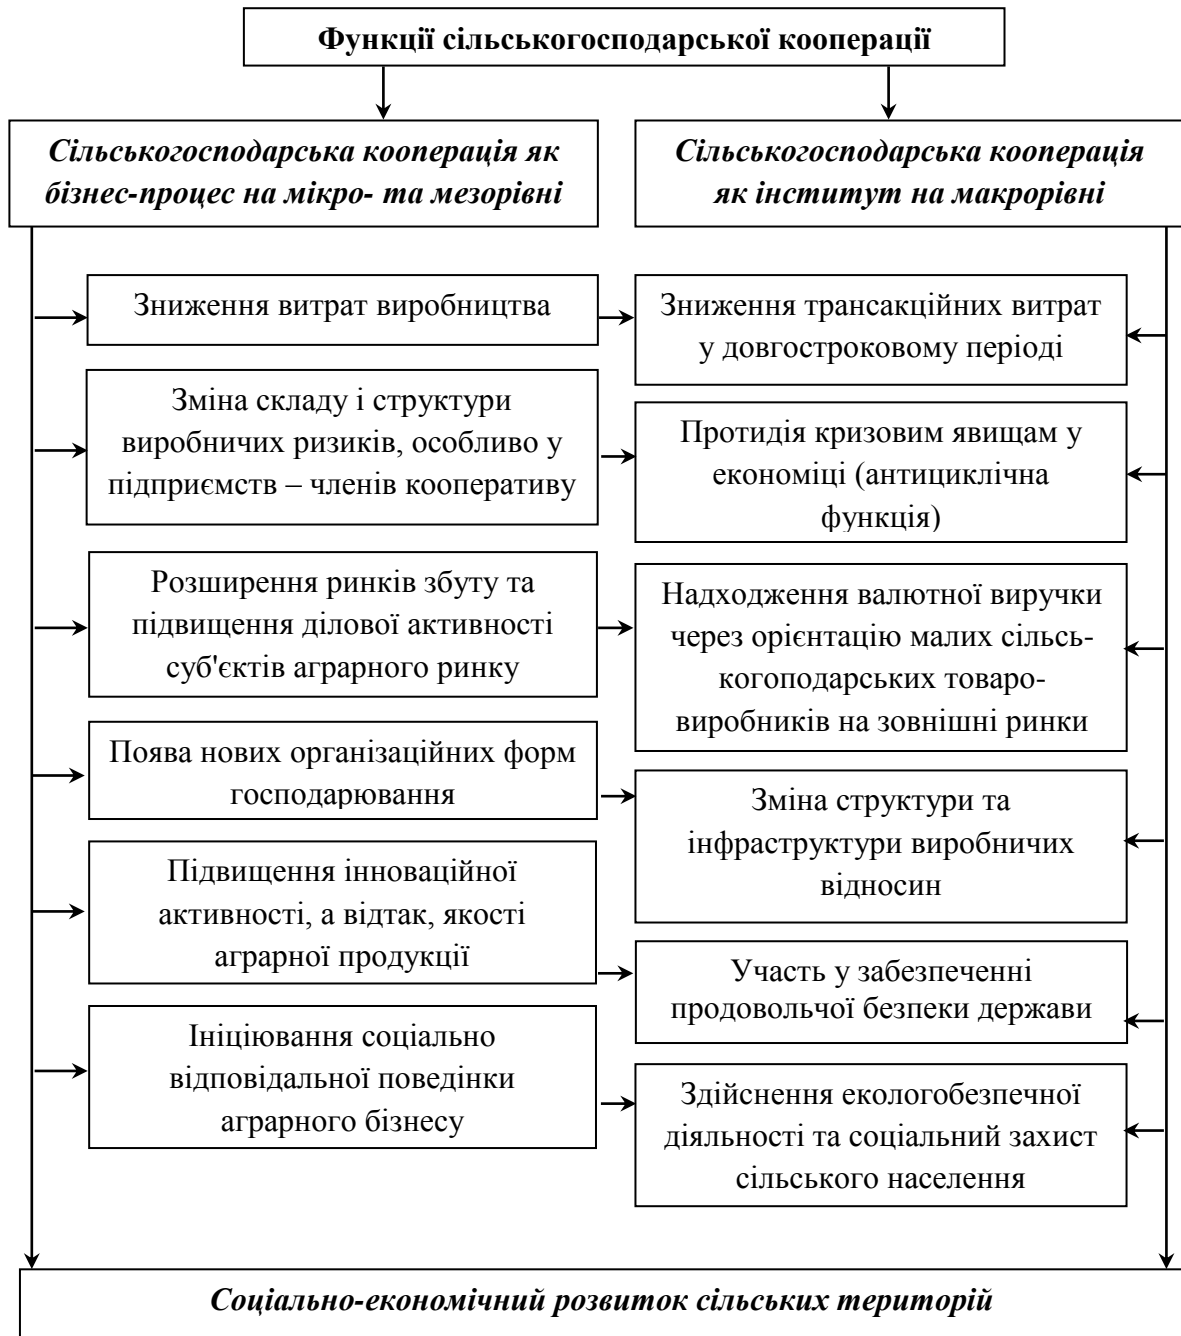 Функції сільськогосподарської кооперації
Сільськогосподарська кооперація як
бізнес-процес на мікро- та мезорівні
Сільськогосподарська кооперація
як інститут на макрорівні
Зниження витрат виробництва
Зниження трансакційних витрат
у довгостроковому періоді
Зміна складу і структури
виробничих ризиків, особливо у
підприємств – членів кооперативу
Протидія кризовим явищам у
економіці (антициклічна
функція)
Розширення ринків збуту та
підвищення ділової активності
суб'єктів аграрного ринку
Надходження валютної виручки
через орієнтацію малих сільсь-
когоподарських товаро-
виробників на зовнішні ринки
Поява нових організаційних форм
господарювання
Зміна структури та
інфраструктури виробничих
відносин
Підвищення інноваційної
активності, а відтак, якості
аграрної продукції
Участь у забезпеченні
продовольчої безпеки держави
Ініціювання соціально
відповідальної поведінки
аграрного бізнесу
Здійснення екологобезпечної
діяльності та соціальний захист
сільського населення
Соціально-економічний розвиток сільських територій